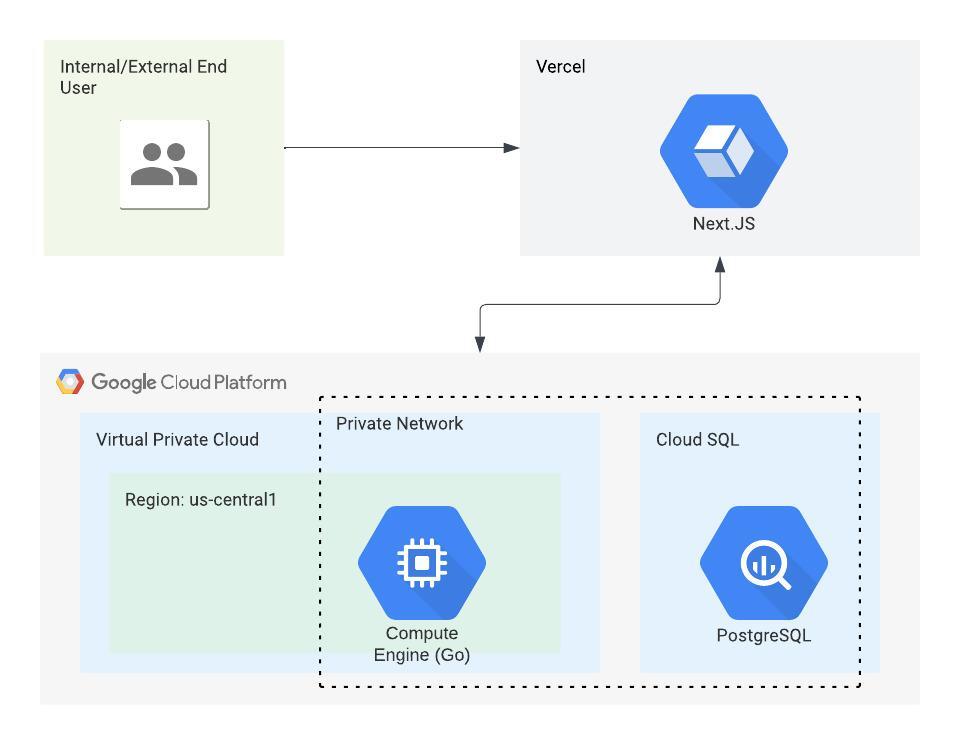 Internal/External End
User
Vercel
Next.JS
Google Cloud Platform
Virtual Private Cloud
Private Network
Cloud SQL
Region: us-central1
Compute
Engine (Go)
PostgreSQL